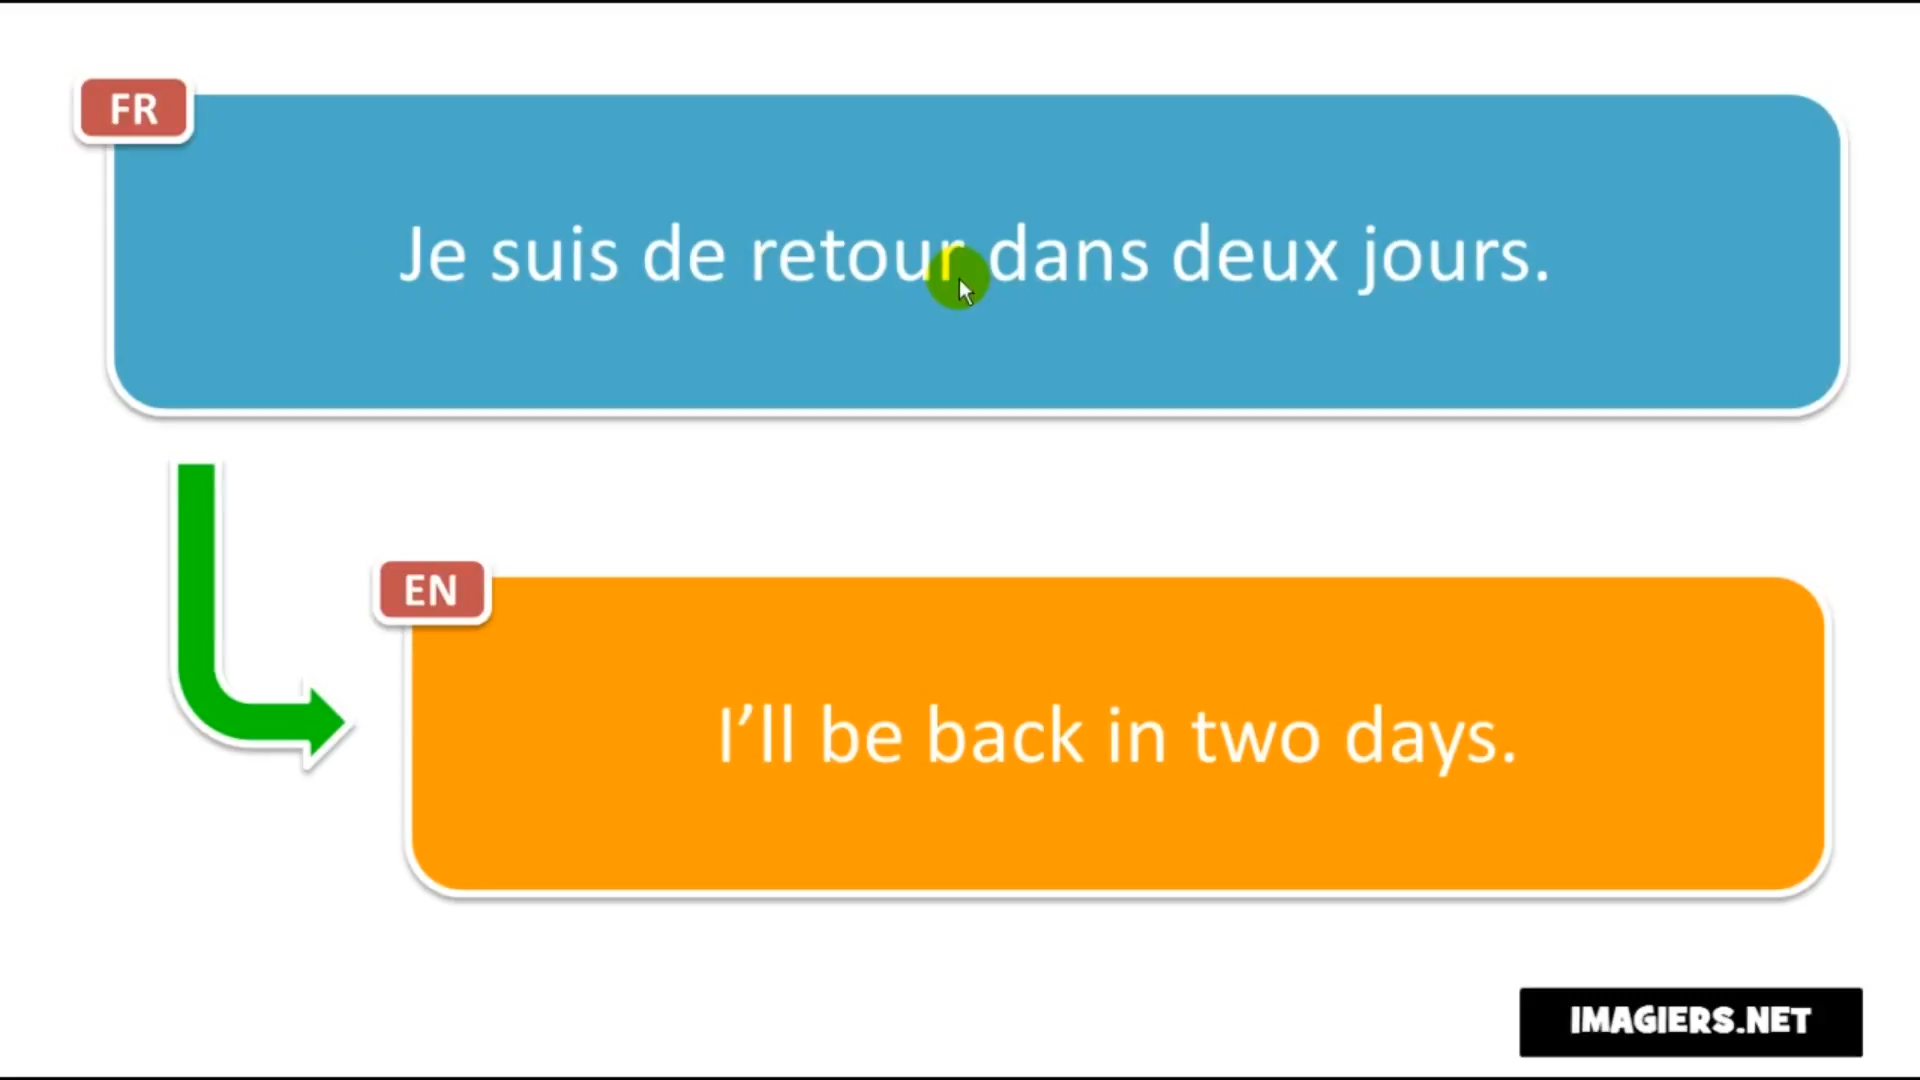 FR
Je suis de retour dans deux jours.
EN
I’ll be back in two days.
IMAGIERS.NET